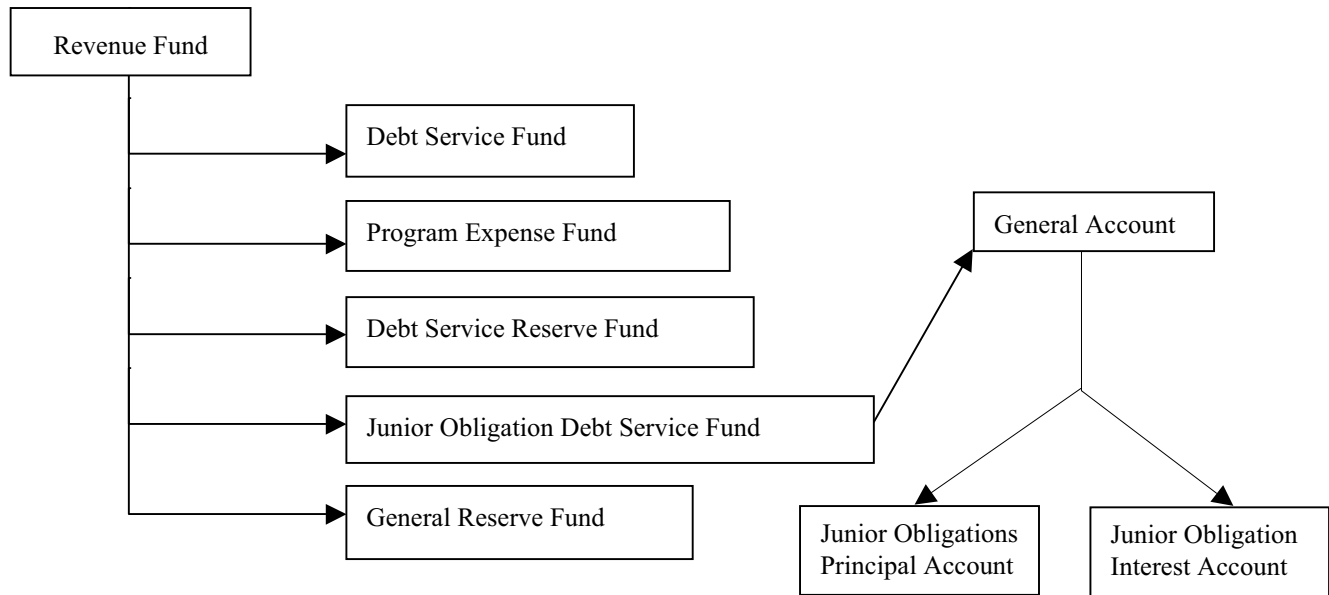 Revenue Fund
Debt Service Fund
Program Expense Fund
Debt Service Reserve Fund
Junior Obligation Debt Service Fund
General Reserve Fund
General Account
Junior Obligations
Principal Account
Junior Obligation
Interest Account